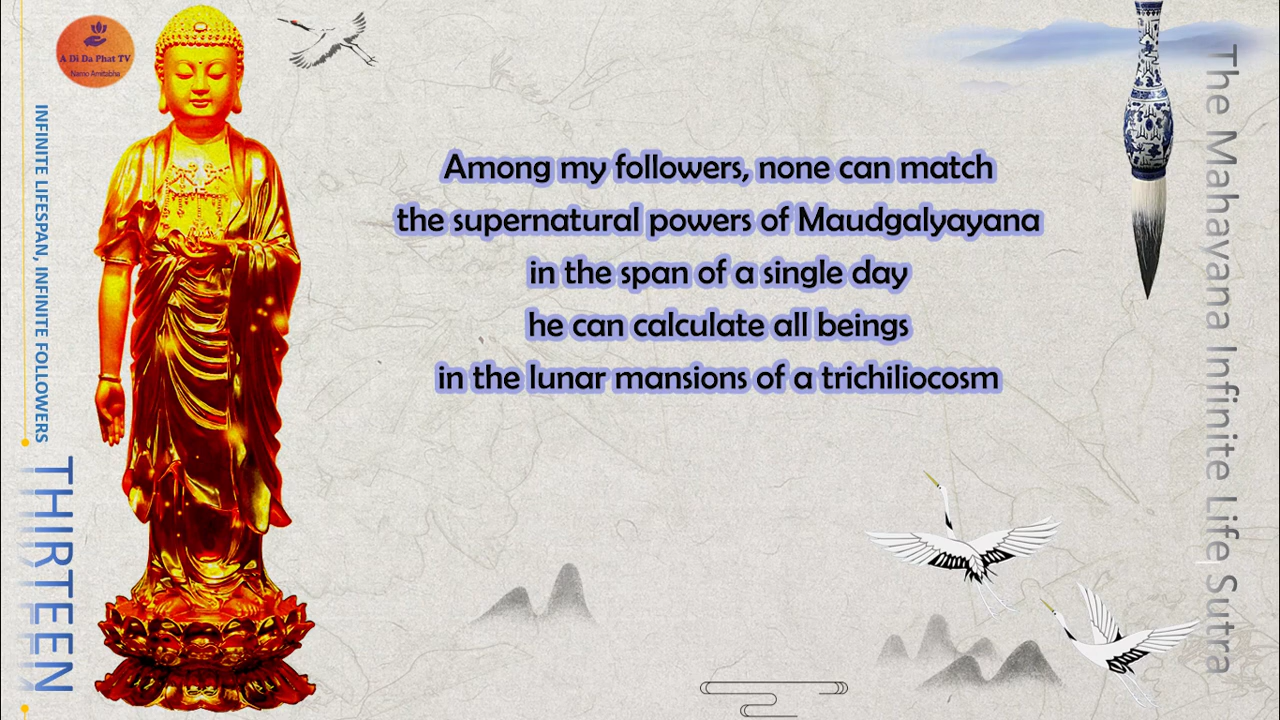 A Di Da Phat TV
Namo Amitabha
INFINITE LIFESPAN, INFINITE FOLLOWERS
THIRTEEN
Among my followers, none can match
the supernatural powers of Maudgalyayana
in the span of a single day
he can calculate all beings
in the lunar mansions of a trichiliocosm
The Mahayana Infinite Life Sutra